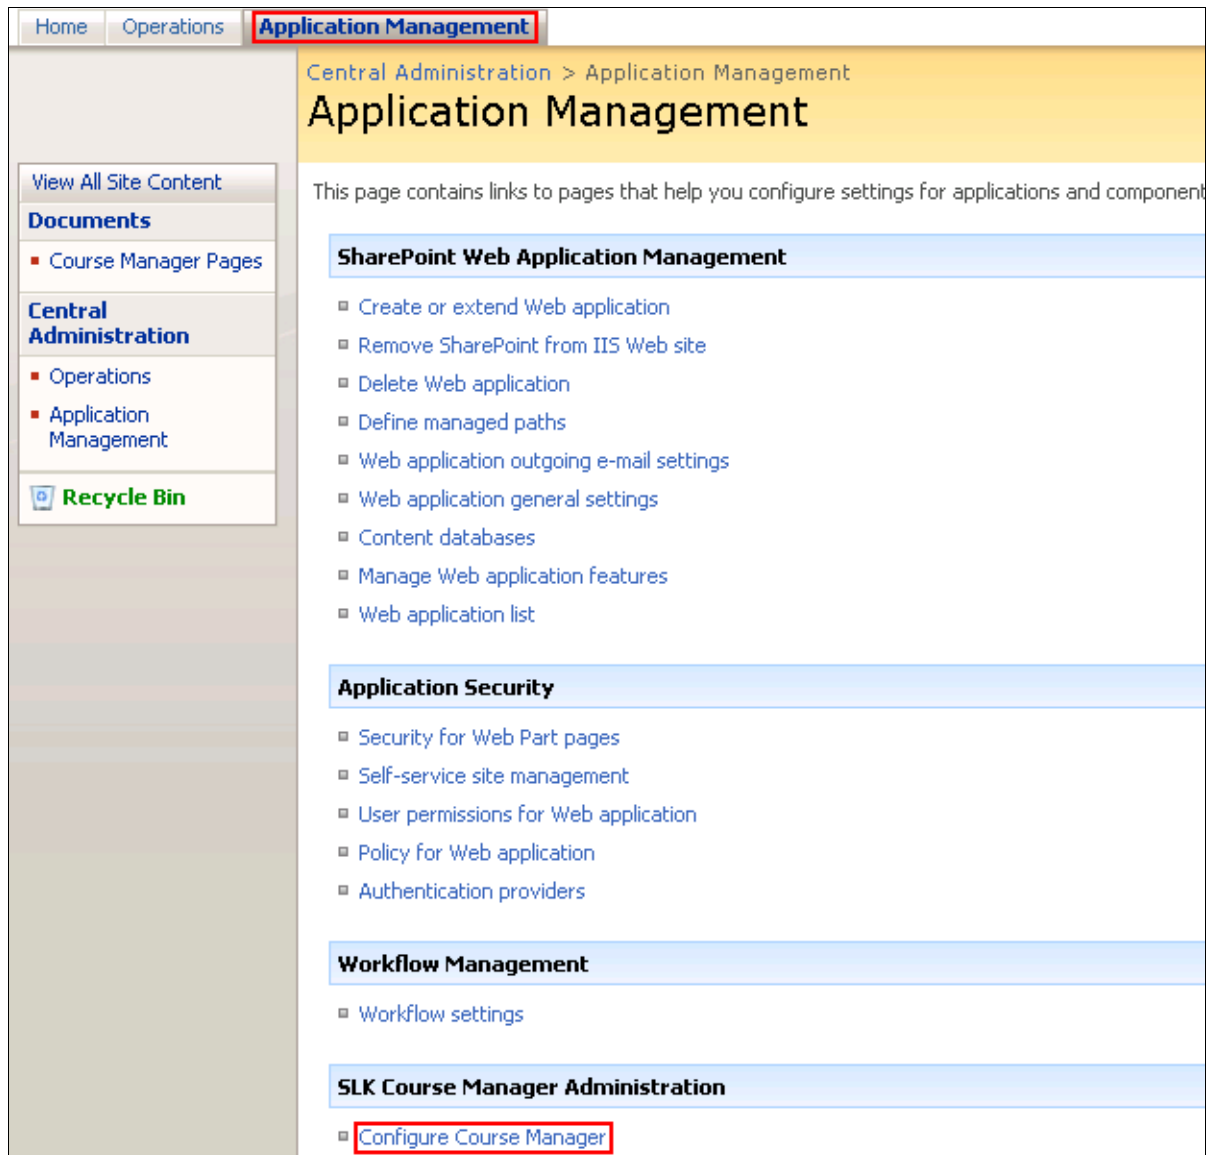 Home Operations Application Management
Central Administration > Application Management
Application Management
View All Site Content
Documents
Course Manager Pages
Central
Administration
Operations
Application
Management
Recycle Bin
This page contains links to pages that help you configure settings for applications and component
SharePoint Web Application Management
Create or extend Web application
Remove SharePoint from IIS Web site
Delete Web application
Define managed paths
Web application outgoing e-mail settings
Web application general settings
Content databases
Manage Web application features
Web application list
Application Security
Security for Web Part pages
Self-service site management
User permissions for Web application
Policy for Web application
Authentication providers
Workflow Management
Workflow settings
SLK Course Manager Administration
Configure Course Manager